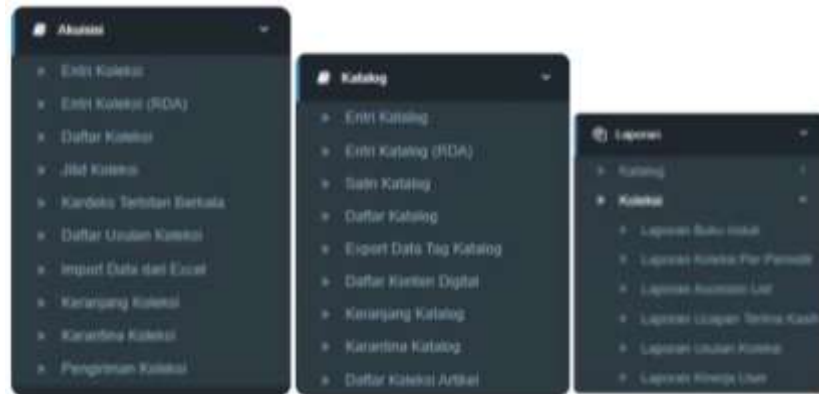 Akuisisi
Entri Koleksi
Entri Koleksi (RDA)
Daftar Koleksi
Jilid Koleksi
Kardeks Terbitan Berkala
Daftar Usulan Koleksi
Import Data dari Excel
Keranjang Koleksi
Karantina Koleksi
Pengiriman Koleksi
Katalog
Entri Katalog
Entri Katalog (RDA)
Salin Katalog
Daftar Katalog
Export Data Tag Katalog
Daftar Konten Digital
Keranjang Katalog
Karantina Katalog
Daftar Koleksi Artikel
Laporan
Katalog
Koleksi
Laporan Buku Induk
Laporan Koleksi Per Periodik
Laporan Accession List
Laporan Ucapan Terima Kasih
Laporan Usulan Koleksi
Laporan Kinerja User